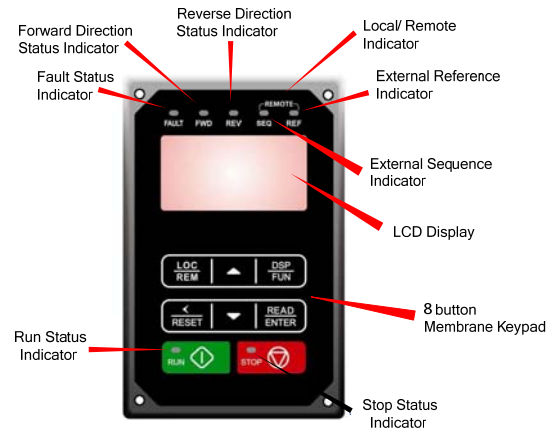 Reverse Direction
Status Indicator
Forward Direction
Status Indicator
Local/ Remote
Indicator
Fault Status
Indicator
External Reference
Indicator
REMOTE
FAULT FWD REV SEQ REF
External Sequence
Indicator
LCD Display
LOC
REM
DSP
FUN
<
RESET
READ
ENTER
8 button
Membrane Keypad
Run Status
Indicator
RUN
STOP
Stop Status
Indicator